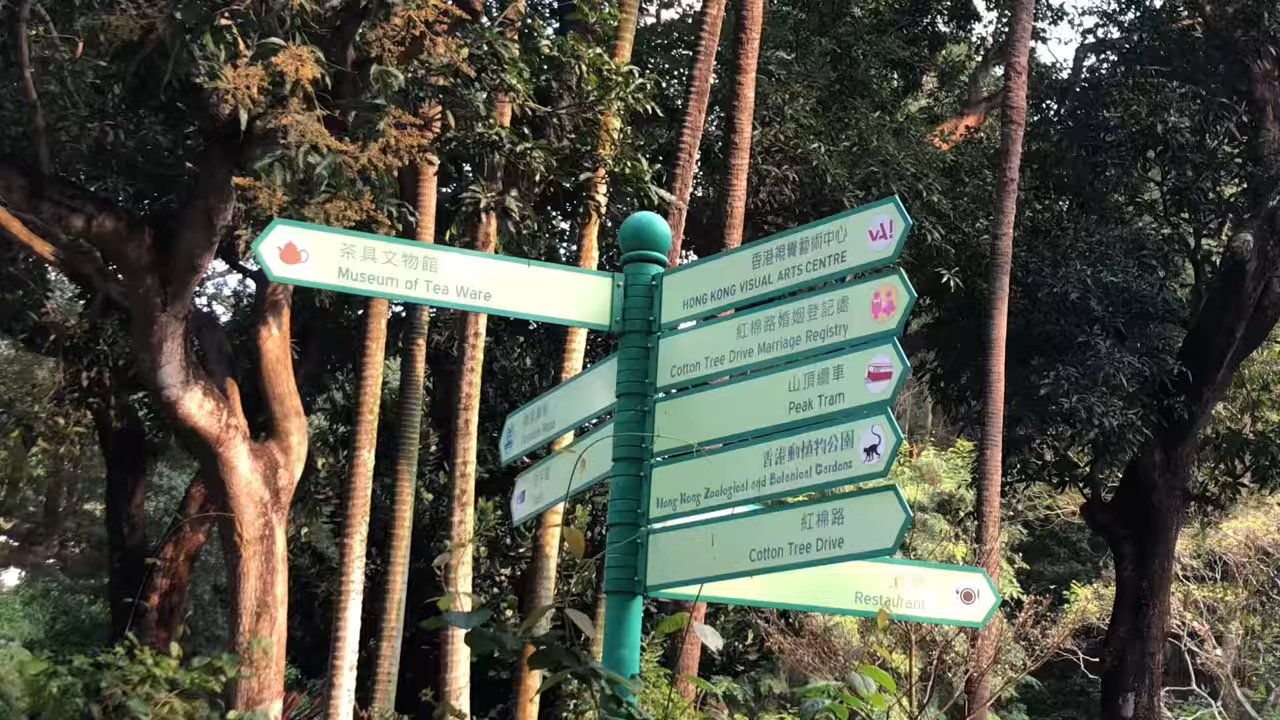 茶具文物館
Museum of Tea Ware
香港視覺藝術中心
vA!
HONG KONG VISUAL ARTS CENTRE
紅棉路婚姻登記處
Cotton Tree Drive Marriage Registry
山頂纜車
Peak Tram
香港動植物公園
Hong Kong Zoological and Botanical Gardens
紅棉路
Cotton Tree Drive
Restaurant